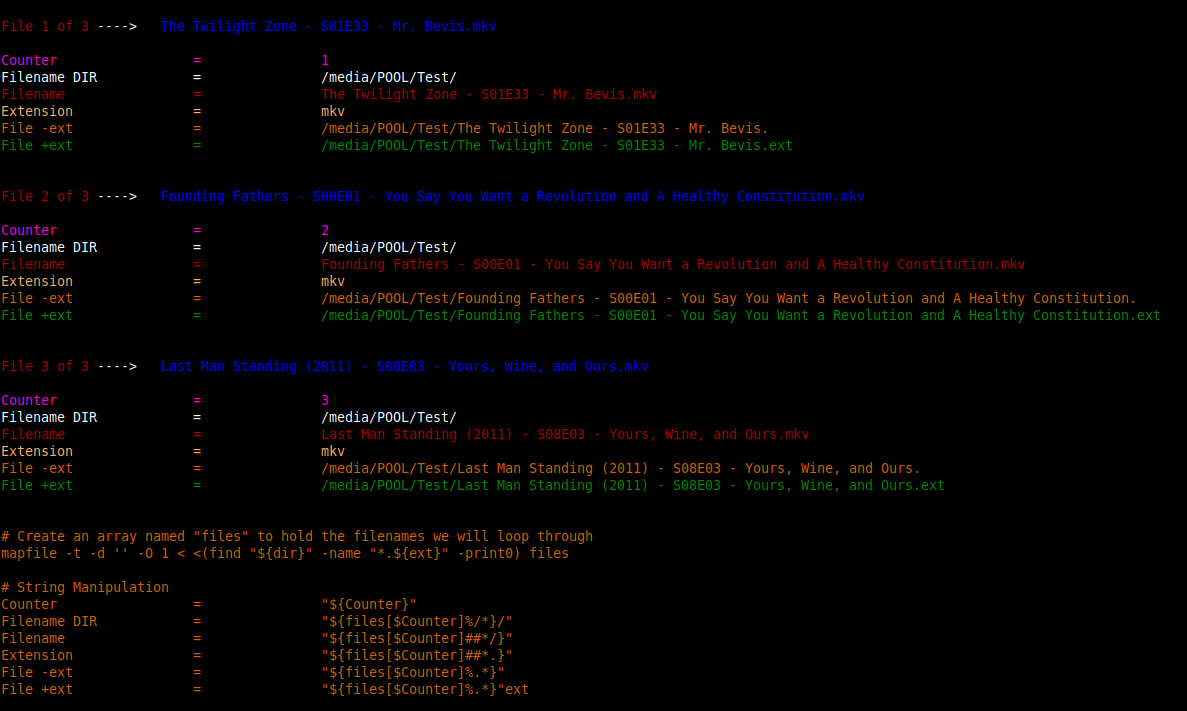 File 1 of 3 ---->   The Twilight Zone - S01E33 - Mr. Bevis.mkv
Counter                 =               1
Filename DIR            =               /media/POOL/Test/
Filename                =               The Twilight Zone - S01E33 - Mr. Bevis.mkv
Extension               =               mkv
File -ext               =               /media/POOL/Test/The Twilight Zone - S01E33 - Mr. Bevis.
File +ext               =               /media/POOL/Test/The Twilight Zone - S01E33 - Mr. Bevis.ext
File 2 of 3 ---->   Founding Fathers - S00E01 - You Say You Want a Revolution and A Healthy Constitution.mkv
Counter                 =               2
Filename DIR            =               /media/POOL/Test/
Filename                =               Founding Fathers - S00E01 - You Say You Want a Revolution and A Healthy Constitution.mkv
Extension               =               mkv
File -ext               =               /media/POOL/Test/Founding Fathers - S00E01 - You Say You Want a Revolution and A Healthy Constitution.
File +ext               =               /media/POOL/Test/Founding Fathers - S00E01 - You Say You Want a Revolution and A Healthy Constitution.ext
File 3 of 3 ---->   Last Man Standing (2011) - S08E03 - Yours, Wine, and Ours.mkv
Counter                 =               3
Filename DIR            =               /media/POOL/Test/
Filename                =               Last Man Standing (2011) - S08E03 - Yours, Wine, and Ours.mkv
Extension               =               mkv
File -ext               =               /media/POOL/Test/Last Man Standing (2011) - S08E03 - Yours, Wine, and Ours.
File +ext               =               /media/POOL/Test/Last Man Standing (2011) - S08E03 - Yours, Wine, and Ours.ext
# Create an array named "files" to hold the filenames we will loop through
mapfile -t -d '' -O 1 < <(find "${dir}" -name "*.${ext}" -print0) files
# String Manipulation
Counter                 =               "${Counter}"
Filename DIR            =               "${files[$Counter]%/*}/"
Filename                =               "${files[$Counter]##*/}"
Extension               =               "${files[$Counter]##*.}"
File -ext               =               "${files[$Counter]%.*}"
File +ext               =               "${files[$Counter]%.*}"ext